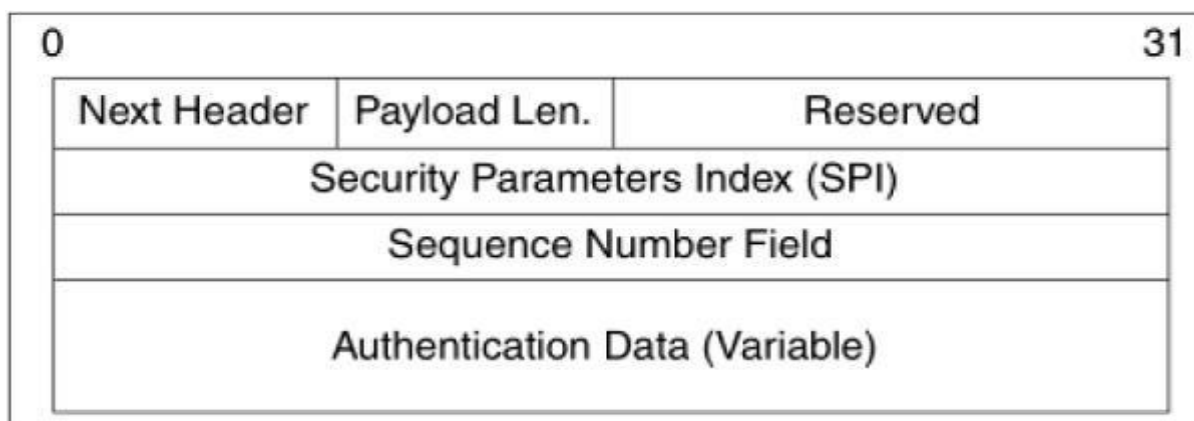 0 31
Next Header Payload Len. Reserved
Security Parameters Index (SPI)
Sequence Number Field
Authentication Data (Variable)